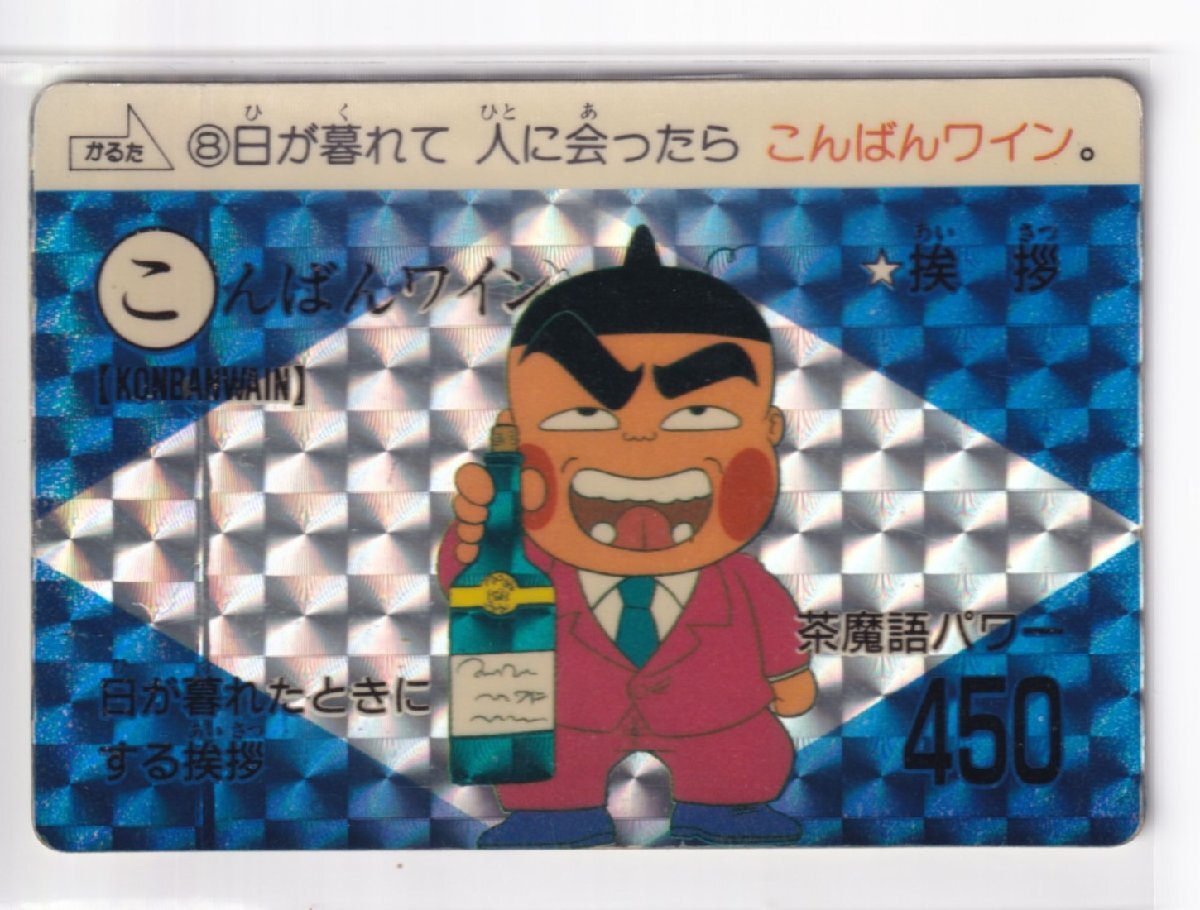 かるた
⑧日が暮れて 人に会ったら こんばんワイン。
こんばんワイン
【KONBANWAIN】
★挨拶
茶魔語パワー
450
日が暮れたときに
する挨拶